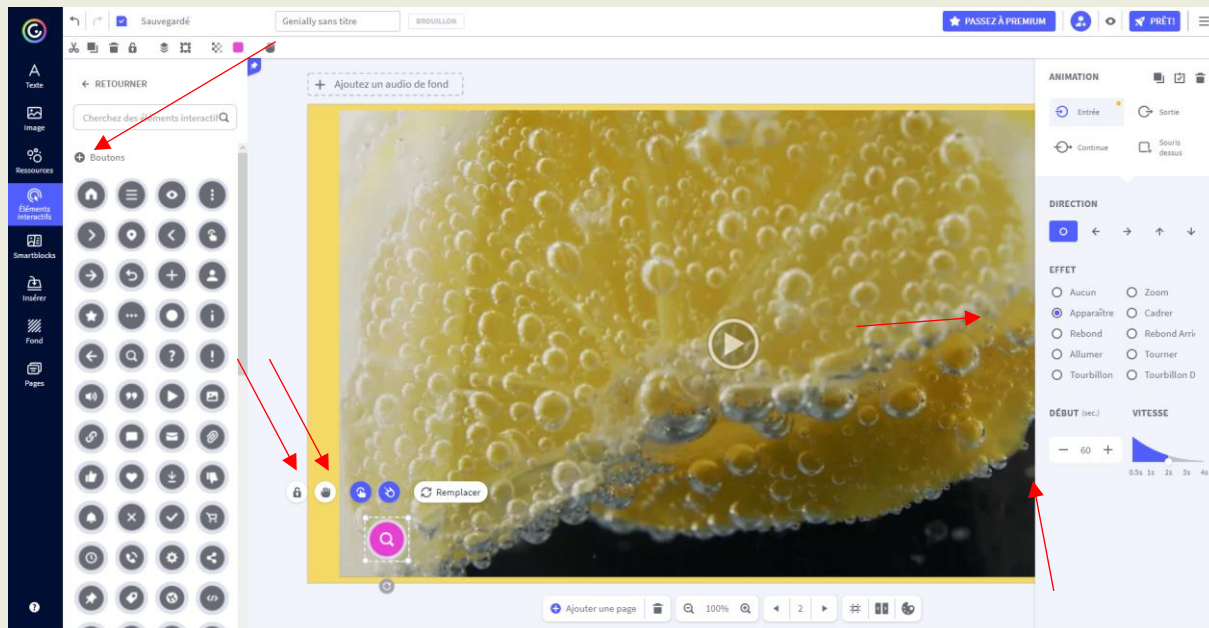 Sauvegardé
Genially sans titre
BROUILLON
PASSEZ À PREMIUM
PRÊT!
Texte
Image
Ressources
Éléments
interactifs
Smartblocks
Insérer
Fond
Pages
RETOURNER
Cherchez des éléments interactif
Boutons
Ajoutez un audio de fond
Remplacer
Ajouter une page
100%
2
ANIMATION
Entrée
Sortie
Continue
Souris
dessus
DIRECTION
EFFET
Aucun
Zoom
Apparaître
Cadrer
Rebond
Rebond Arri
Allumer
Tourner
Tourbillon
Tourbillon D
DÉBUT (sec.)
VITESSE
− 60 +
0.5s 1s 2s 3s 4s